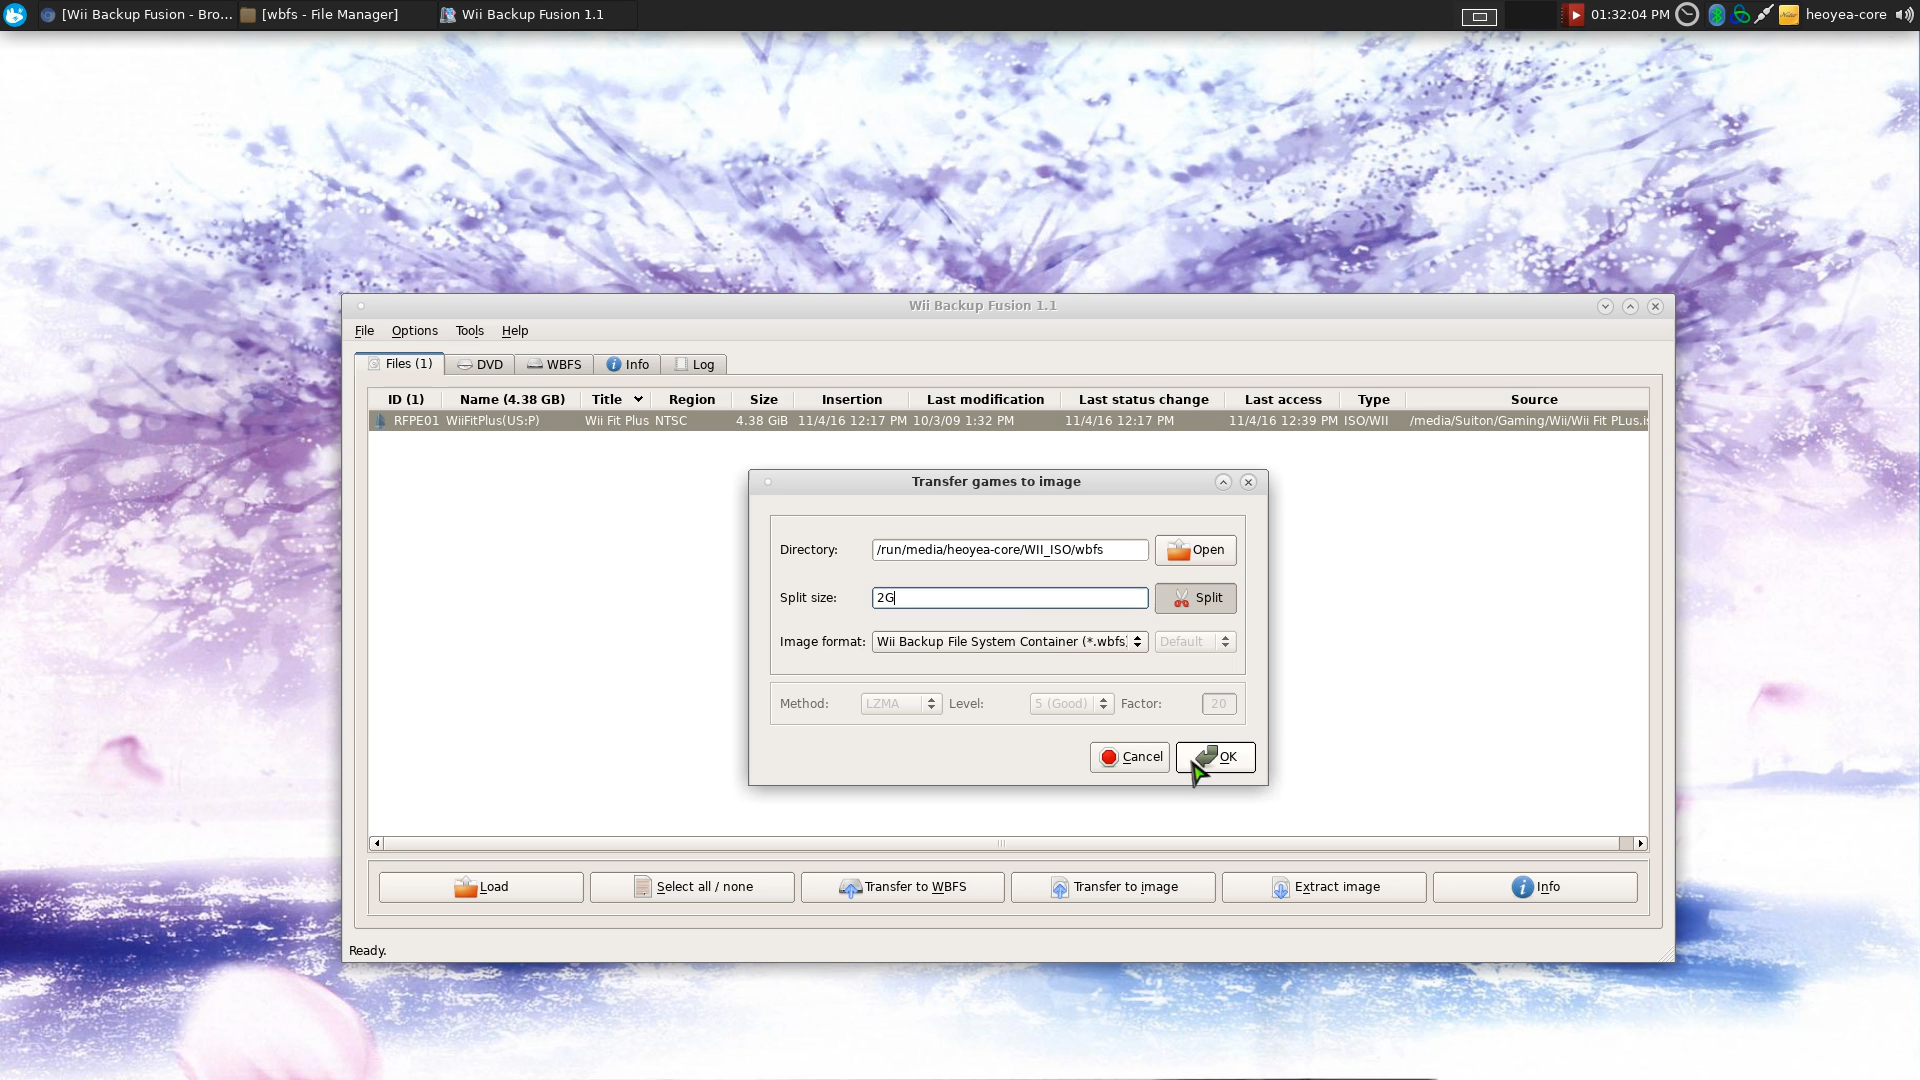 [Wii Backup Fusion - Bro... [wbfs - File Manager] Wii Backup Fusion 1.1 01:32:04 PM heoyea-core
Wii Backup Fusion 1.1
File Options Tools Help
Files (1) DVD WBFS Info Log
ID (1) Name (4.38 GB) Title Region Size Insertion Last modification Last status change Last access Type Source
RFPE01 WiiFitPlus(US:P) Wii Fit Plus NTSC 4.38 GiB 11/4/16 12:17 PM 10/3/09 1:32 PM 11/4/16 12:17 PM 11/4/16 12:39 PM ISO/WII /media/Suiton/Gaming/Wii/Wii Fit PLus.is
Transfer games to image
Directory: /run/media/heoyea-core/WII_ISO/wbfs Open
Split size: 2G Split
Image format: Wii Backup File System Container (*.wbfs) Default
Method: LZMA Level: 5 (Good) Factor: 20
Cancel OK
Load Select all / none Transfer to WBFS Transfer to image Extract image Info
Ready.